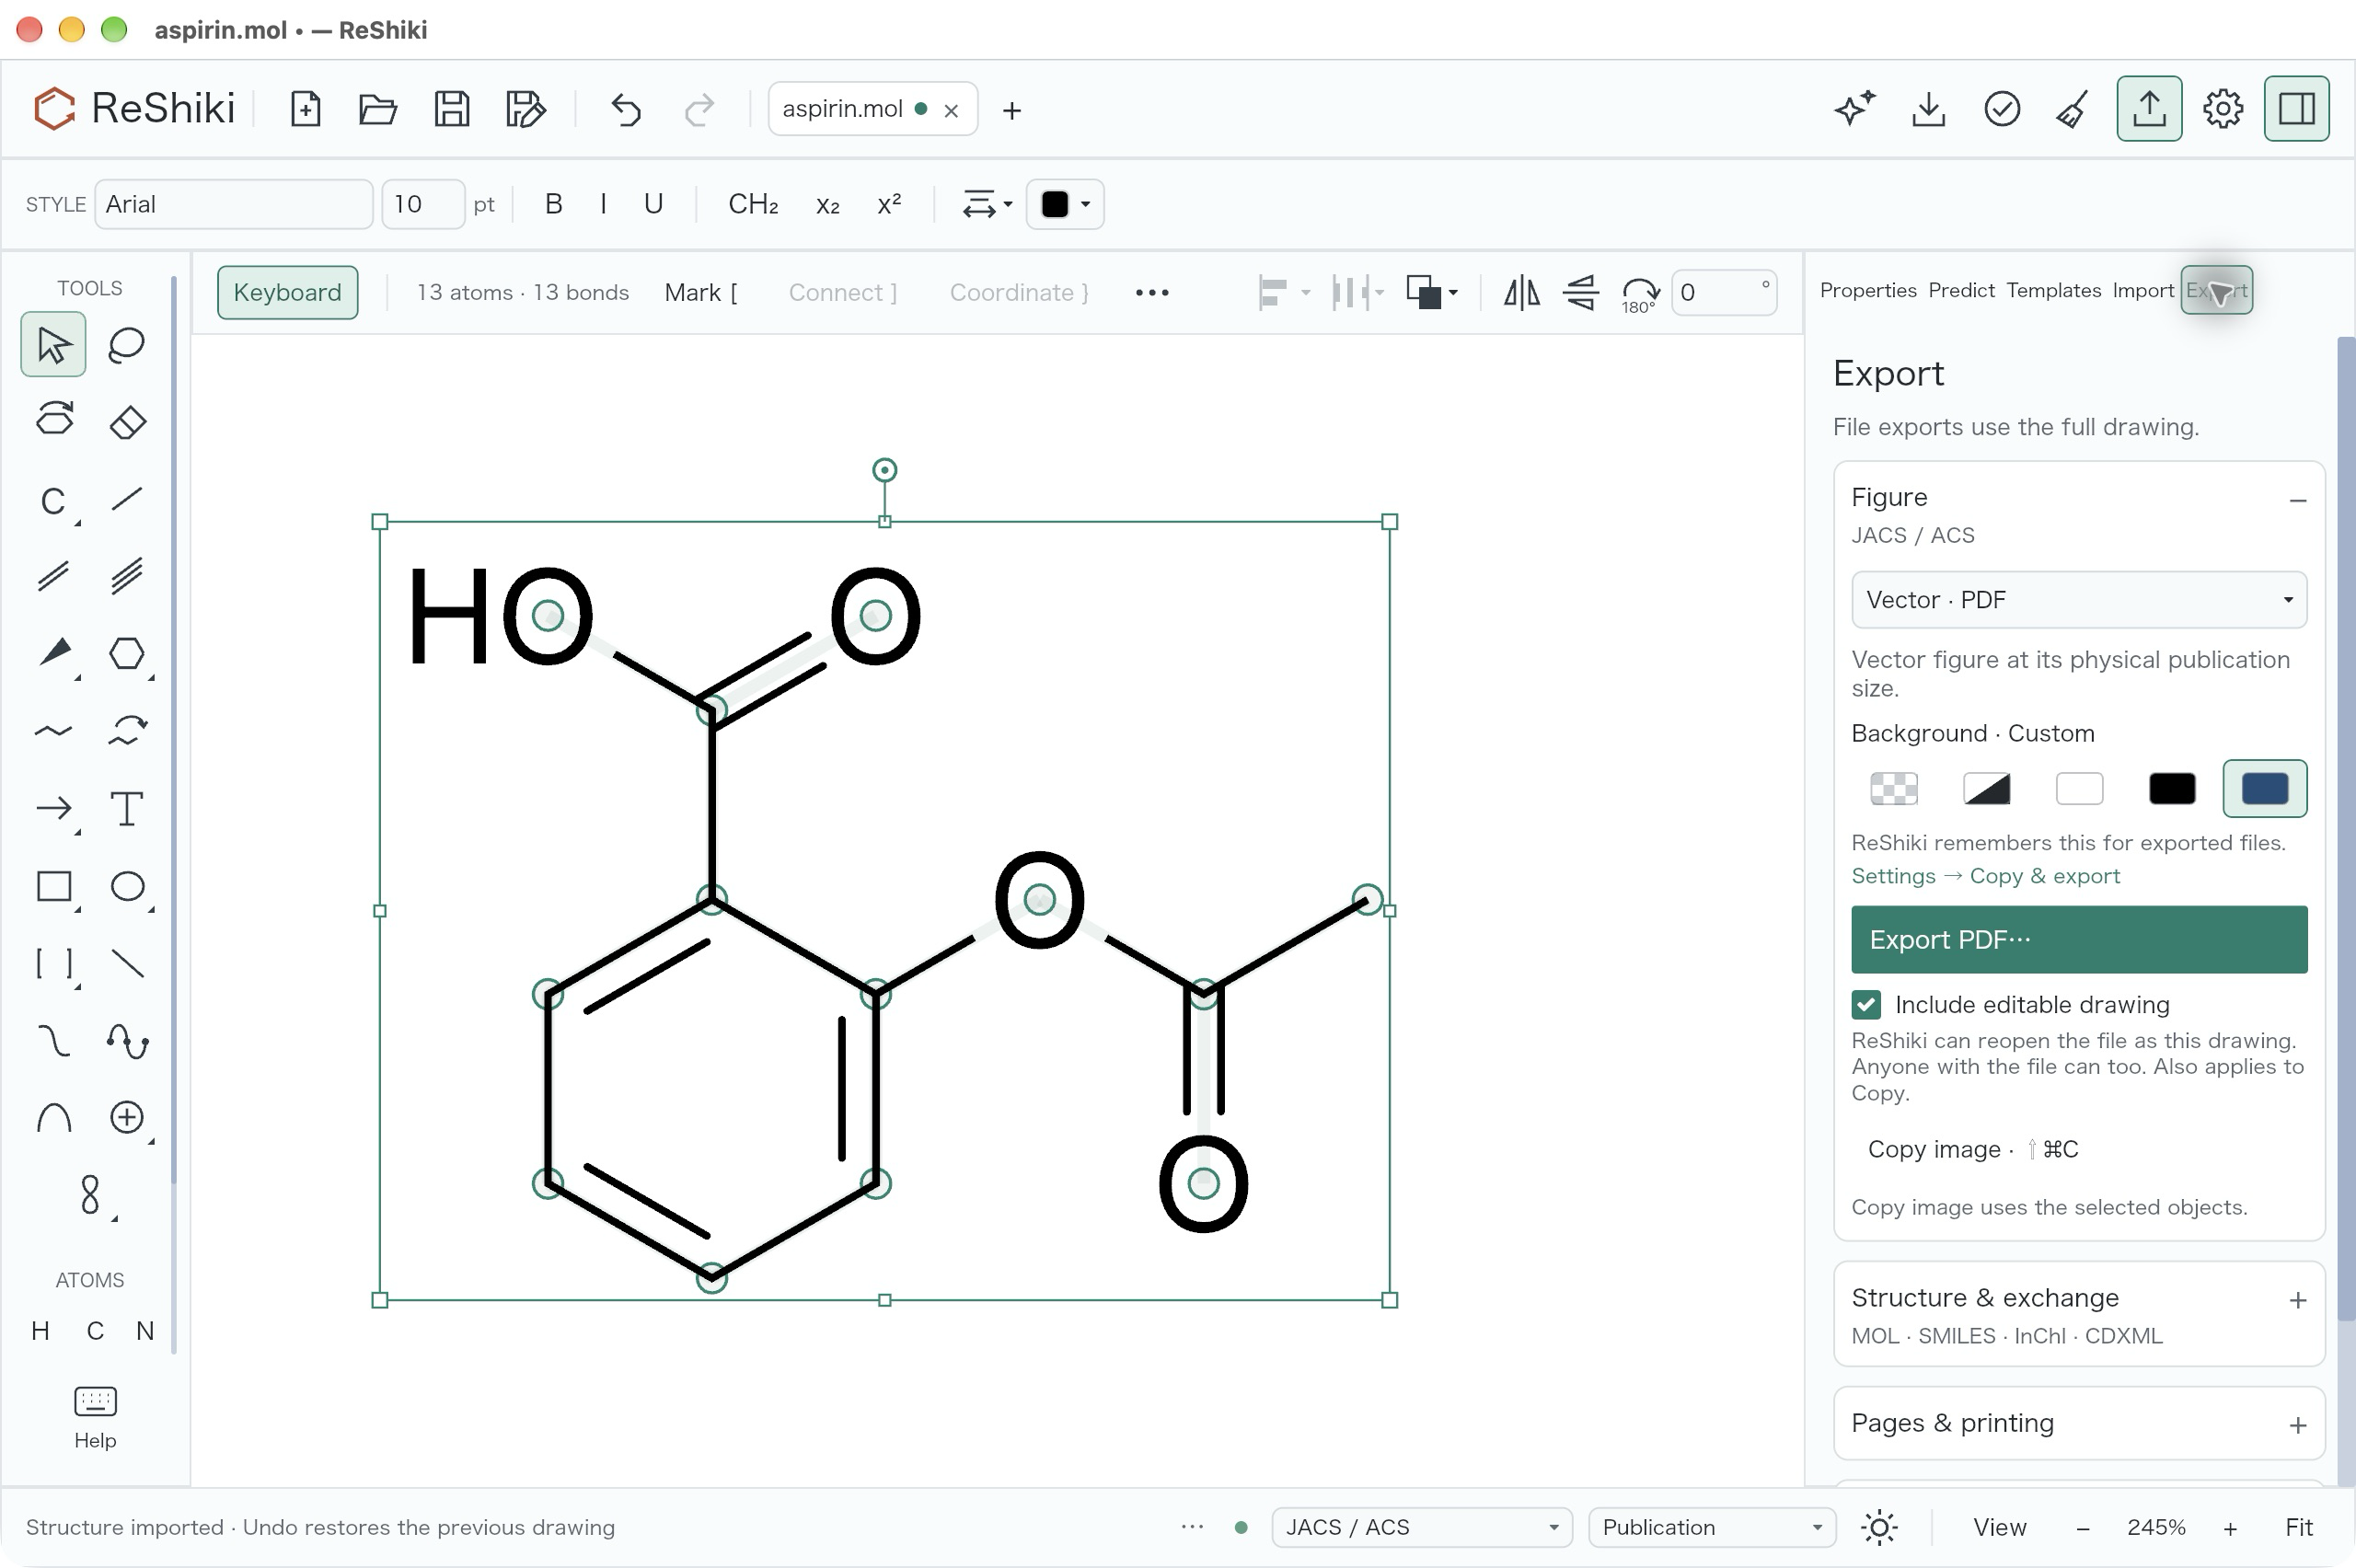 aspirin.mol • — ReShiki
ReShiki
aspirin.mol
STYLE Arial 10 pt B I U CH₂ x₂ x²
TOOLS
Keyboard 13 atoms · 13 bonds Mark [ Connect ] Coordinate } 180° 0 °
Properties Predict Templates Import Export
C
T
[ ]
ATOMS
H C N
Help
HO O
O
O
Export
File exports use the full drawing.
Figure
JACS / ACS
Vector · PDF
Vector figure at its physical publication
size.
Background · Custom
ReShiki remembers this for exported files.
Settings → Copy & export
Export PDF···
Include editable drawing
ReShiki can reopen the file as this drawing.
Anyone with the file can too. Also applies to
Copy.
Copy image · ⇧⌘C
Copy image uses the selected objects.
Structure & exchange
MOL · SMILES · InChI · CDXML
Pages & printing
Structure imported · Undo restores the previous drawing
··· JACS / ACS Publication View − 245% + Fit